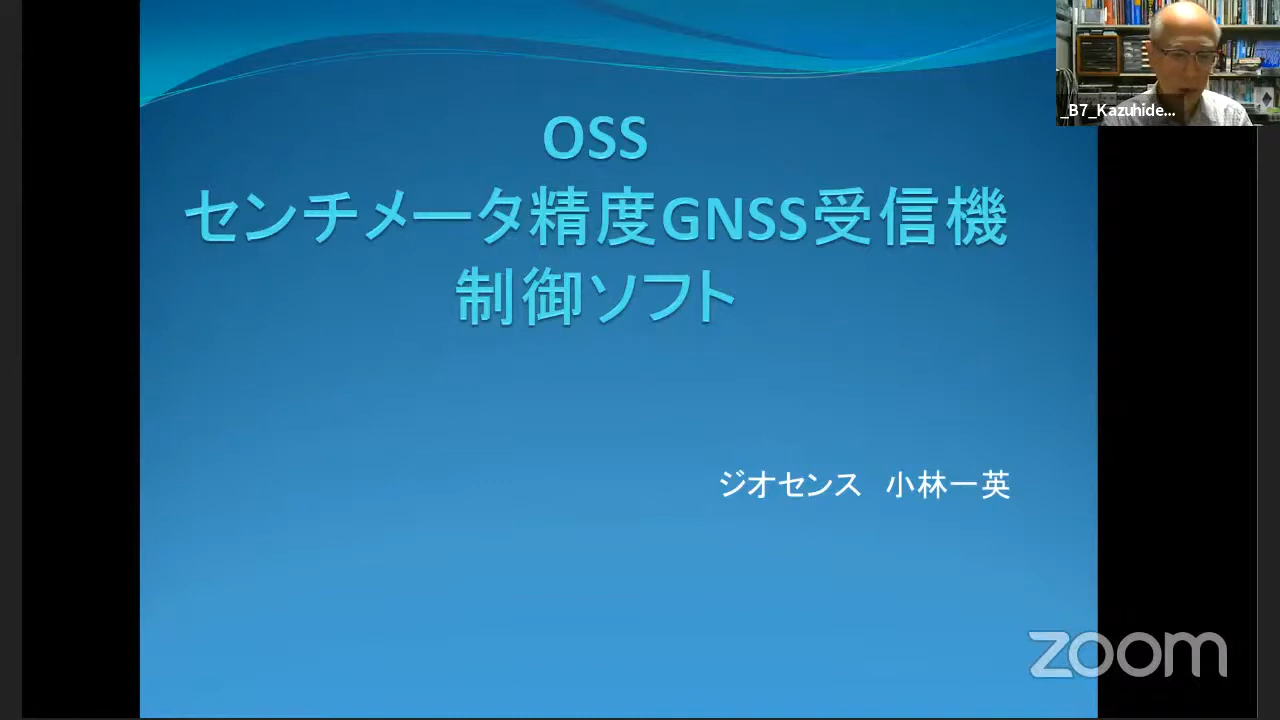 OSS
センチメータ精度GNSS受信機
制御ソフト
ジオセンス 小林一英
_B7_Kazuhide...
zoom